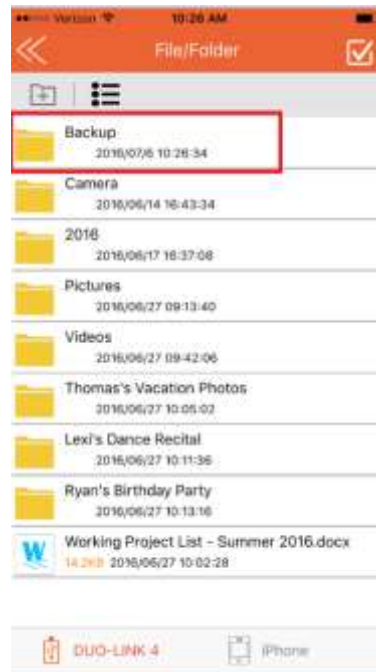 Verizon 10:26 AM
File/Folder
Backup
2016/07/6 10:26:34
Camera
2016/06/14 16:43:34
2016
2016/06/17 16:37:08
Pictures
2016/06/27 09:13:40
Videos
2016/06/27 09:42:06
Thomas's Vacation Photos
2016/06/27 10:05:02
Lexi's Dance Recital
2016/06/27 10:11:36
Ryan's Birthday Party
2016/06/27 10:13:16
Working Project List - Summer 2016.docx
14.2KB 2016/06/27 10:02:28
DUO-LINK 4 iPhone